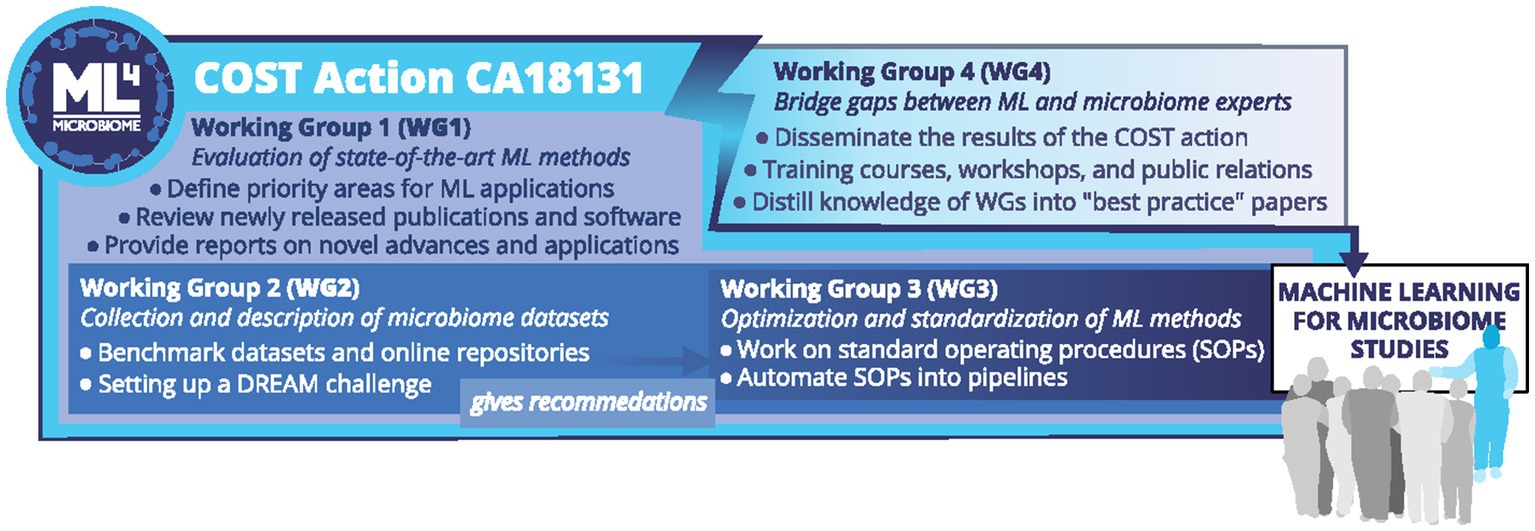 ML4
MICROBIOME
COST Action CA18131
Working Group 1 (WG1)
Evaluation of state-of-the-art ML methods
• Define priority areas for ML applications
• Review newly released publications and software
• Provide reports on novel advances and applications
Working Group 4 (WG4)
Bridge gaps between ML and microbiome experts
• Disseminate the results of the COST action
• Training courses, workshops, and public relations
• Distill knowledge of WGs into "best practice" papers
Working Group 2 (WG2)
Collection and description of microbiome datasets
• Benchmark datasets and online repositories
• Setting up a DREAM challenge
gives recommedations
Working Group 3 (WG3)
Optimization and standardization of ML methods
• Work on standard operating procedures (SOPs)
• Automate SOPs into pipelines
MACHINE LEARNING
FOR MICROBIOME
STUDIES